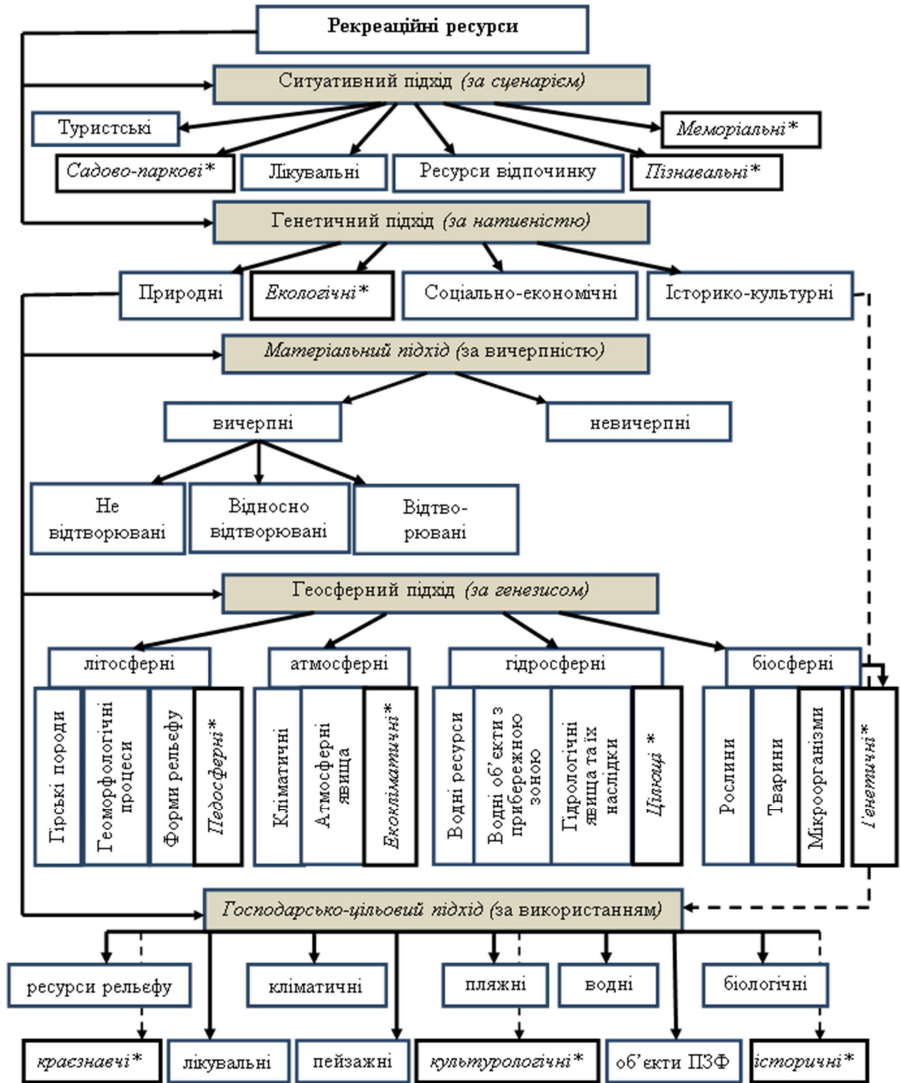 Рекреаційні ресурси
Ситуативний підхід (за сценарієм)
Туристські
Меморіальні*
Садово-паркові*
Лікувальні
Ресурси відпочинку
Пізнавальні*
Генетичний підхід (за нативністю)
Природні
Екологічні*
Соціально-економічні
Історико-культурні
Матеріальний підхід (за вичерпністю)
вичерпні
невичерпні
Не
відтворювані
Відносно
відтворювані
Відтво-
рювані
Геосферний підхід (за генезисом)
літосферні
атмосферні
гідросферні
біосферні
Гірські породи
Геоморфологічні
процеси
Форми рельєфу
Педосферні*
Кліматичні
Атмосферні
явища
Екокліматичні*
Водні ресурси
Водні об’єкти з
прибережною
зоною
Гідрологічні
явища та їх
наслідки
Цілющі *
Рослини
Тварини
Мікроорганізми
Генетичні*
Господарсько-цільовий підхід (за використанням)
ресурси рельєфу
кліматичні
пляжні
водні
біологічні
краєзнавчі*
лікувальні
пейзажні
культурологічні*
об’єкти ПЗФ
історичні*